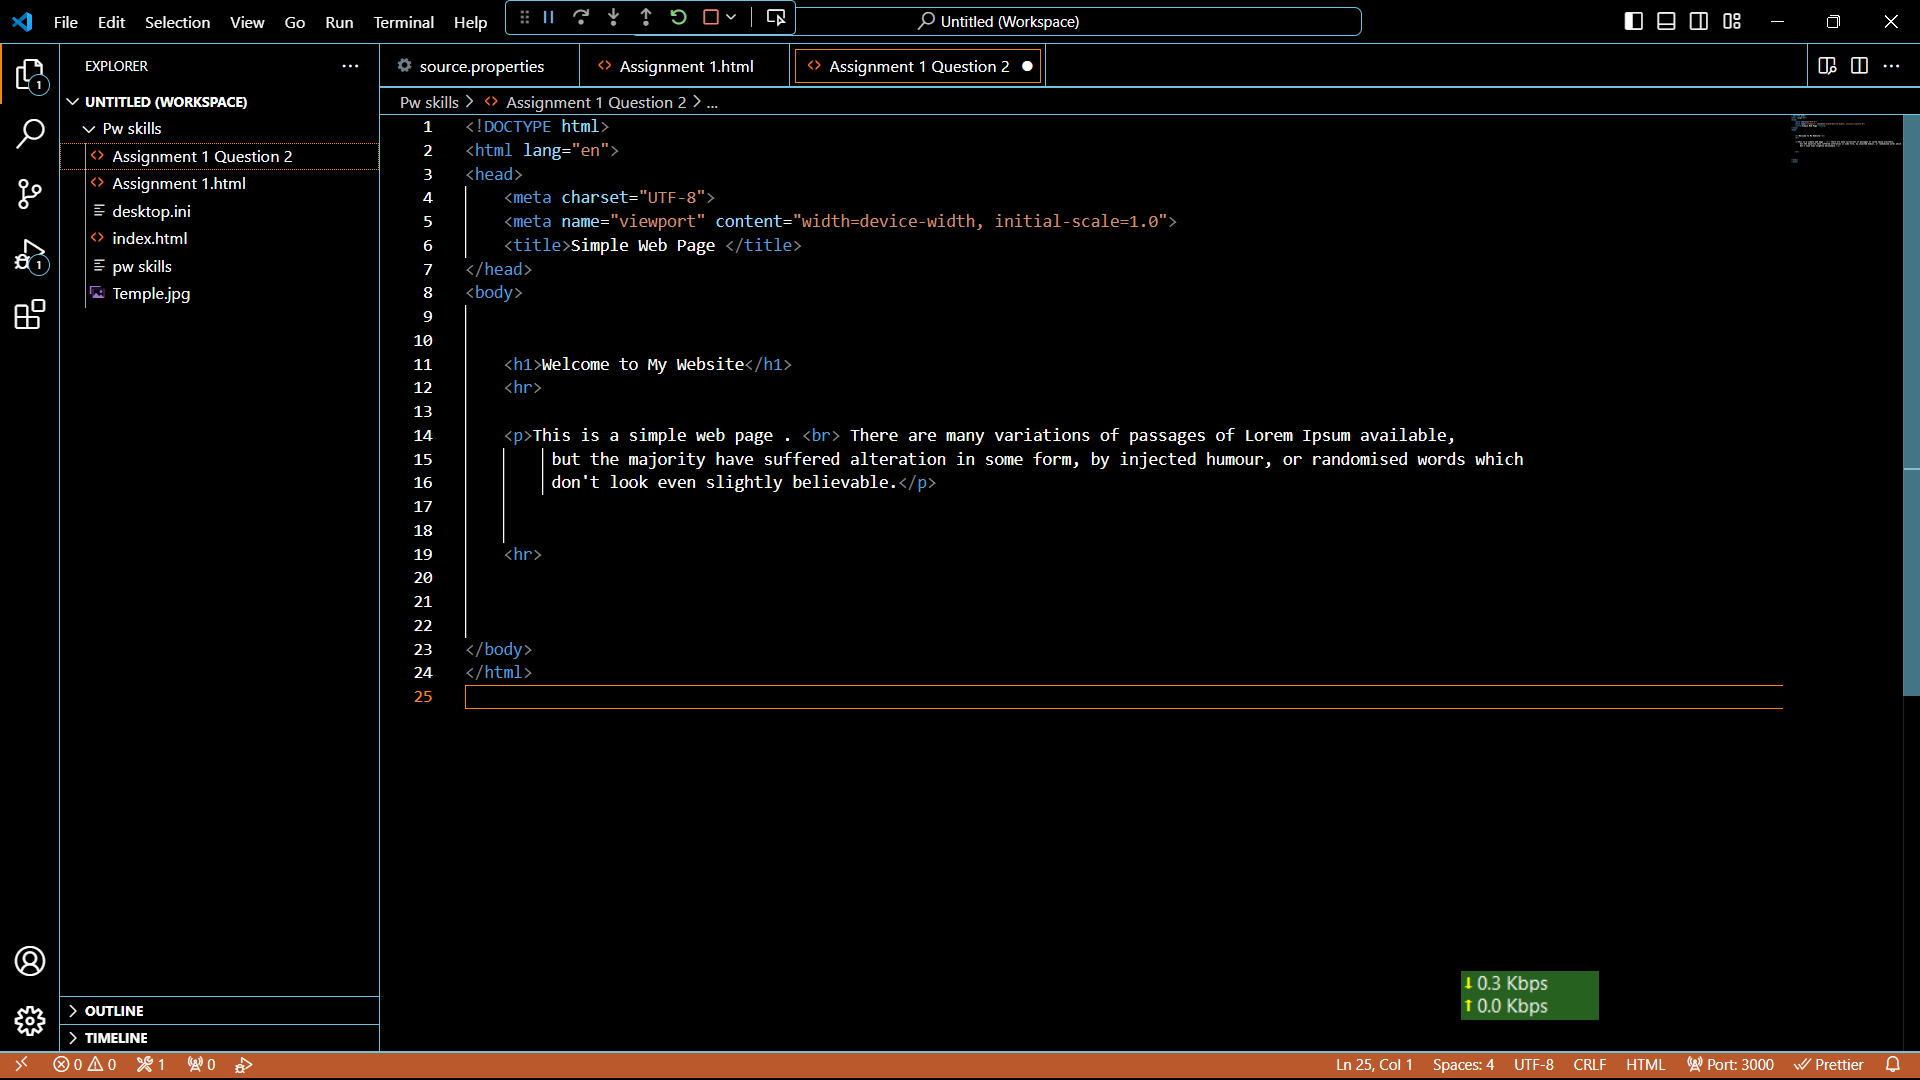 File Edit Selection View Go Run Terminal Help
Untitled (Workspace)
EXPLORER
1
UNTITLED (WORKSPACE)
Pw skills
Assignment 1 Question 2
Assignment 1.html
desktop.ini
index.html
pw skills
Temple.jpg
1
OUTLINE
TIMELINE
source.properties
Assignment 1.html
Assignment 1 Question 2
Pw skills > Assignment 1 Question 2 > ...
1 <!DOCTYPE html>
2 <html lang="en">
3 <head>
4 <meta charset="UTF-8">
5 <meta name="viewport" content="width=device-width, initial-scale=1.0">
6 <title>Simple Web Page </title>
7 </head>
8 <body>
9
10
11 <h1>Welcome to My Website</h1>
12 <hr>
13
14 <p>This is a simple web page . <br> There are many variations of passages of Lorem Ipsum available,
15 but the majority have suffered alteration in some form, by injected humour, or randomised words which
16 don't look even slightly believable.</p>
17
18
19 <hr>
20
21
22
23 </body>
24 </html>
25
0.3 Kbps
0.0 Kbps
0 0 1 0
Ln 25, Col 1 Spaces: 4 UTF-8 CRLF HTML Port: 3000 Prettier